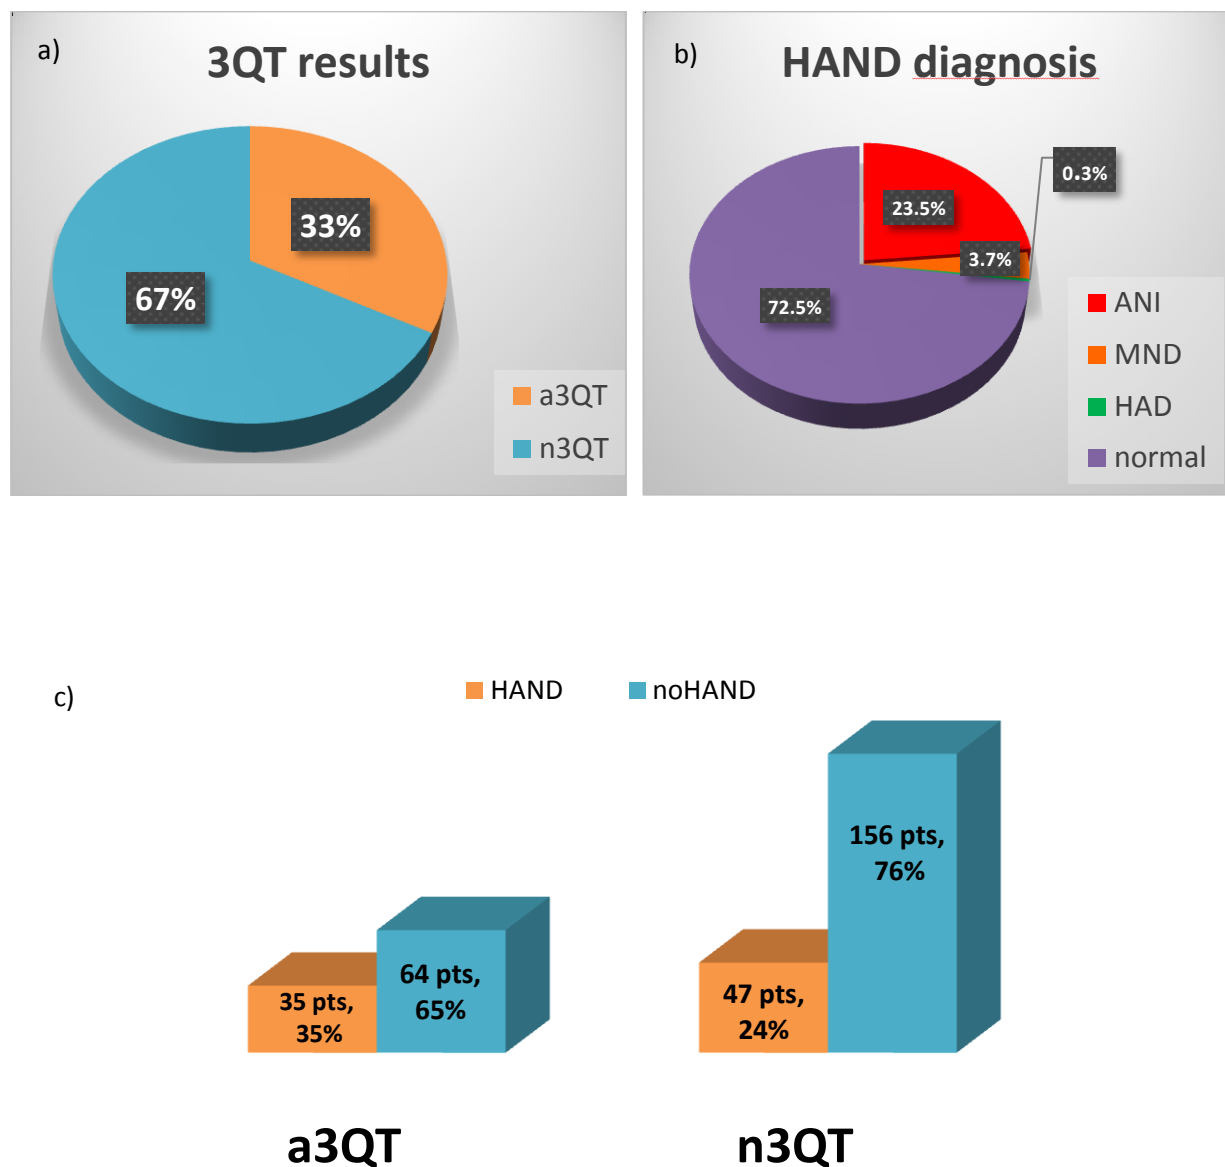 a)
3QT results
33%
67%
a3QT
n3QT
b)
HAND diagnosis
0.3%
23.5%
3.7%
72.5%
ANI
MND
HAD
normal
c)
HAND noHAND
35 pts,
35%
64 pts,
65%
47 pts,
24%
156 pts,
76%
a3QT n3QT